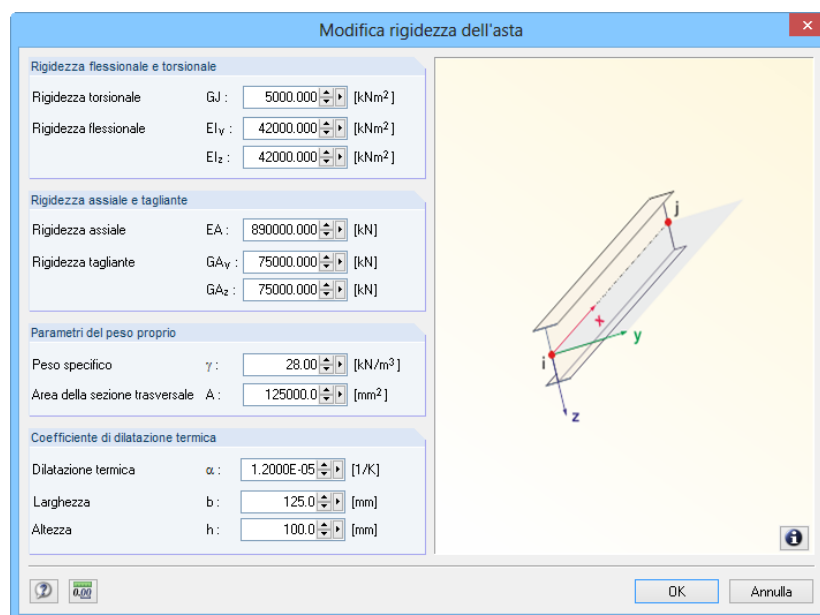 Modifica rigidezza dell'asta
Rigidezza flessionale e torsionale
Rigidezza torsionale GJ : 5000.000 [kNm²]
Rigidezza flessionale EIy : 42000.000 [kNm²]
EIz : 42000.000 [kNm²]
Rigidezza assiale e tagliante
Rigidezza assiale EA : 890000.000 [kN]
Rigidezza tagliante GAy : 75000.000 [kN]
GAz : 75000.000 [kN]
Parametri del peso proprio
Peso specifico γ : 28.00 [kN/m³]
Area della sezione trasversale A : 125000.0 [mm²]
Coefficiente di dilatazione termica
Dilatazione termica α : 1.2000E-05 [1/K]
Larghezza b : 125.0 [mm]
Altezza h : 100.0 [mm]
j
x
y
i
z
0.00
OK Annulla